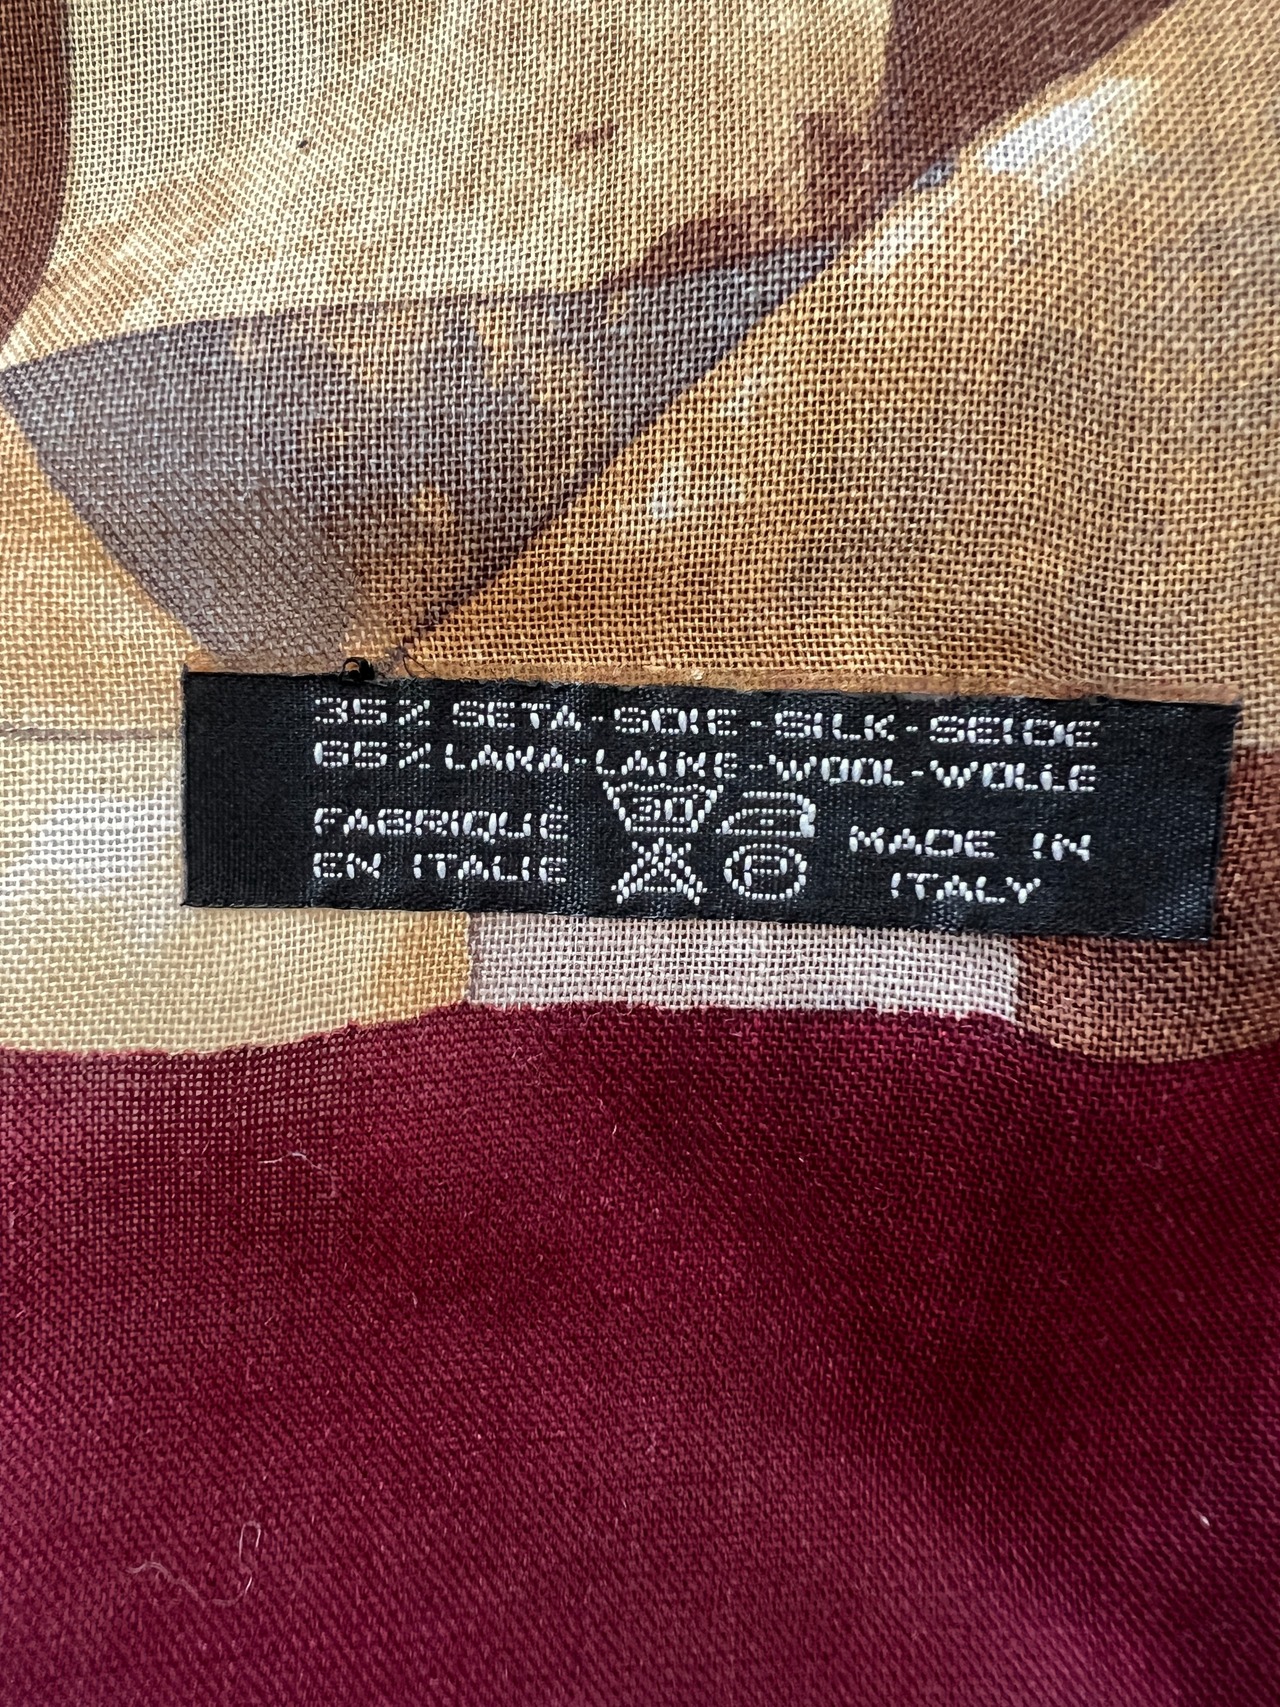 35% SETA-SOIE-SILK-SEIDE
65% LANA-LAINE-WOOL-WOLLE
30
FABRIQUÉ
EN ITALIE
P
MADE IN
ITALY